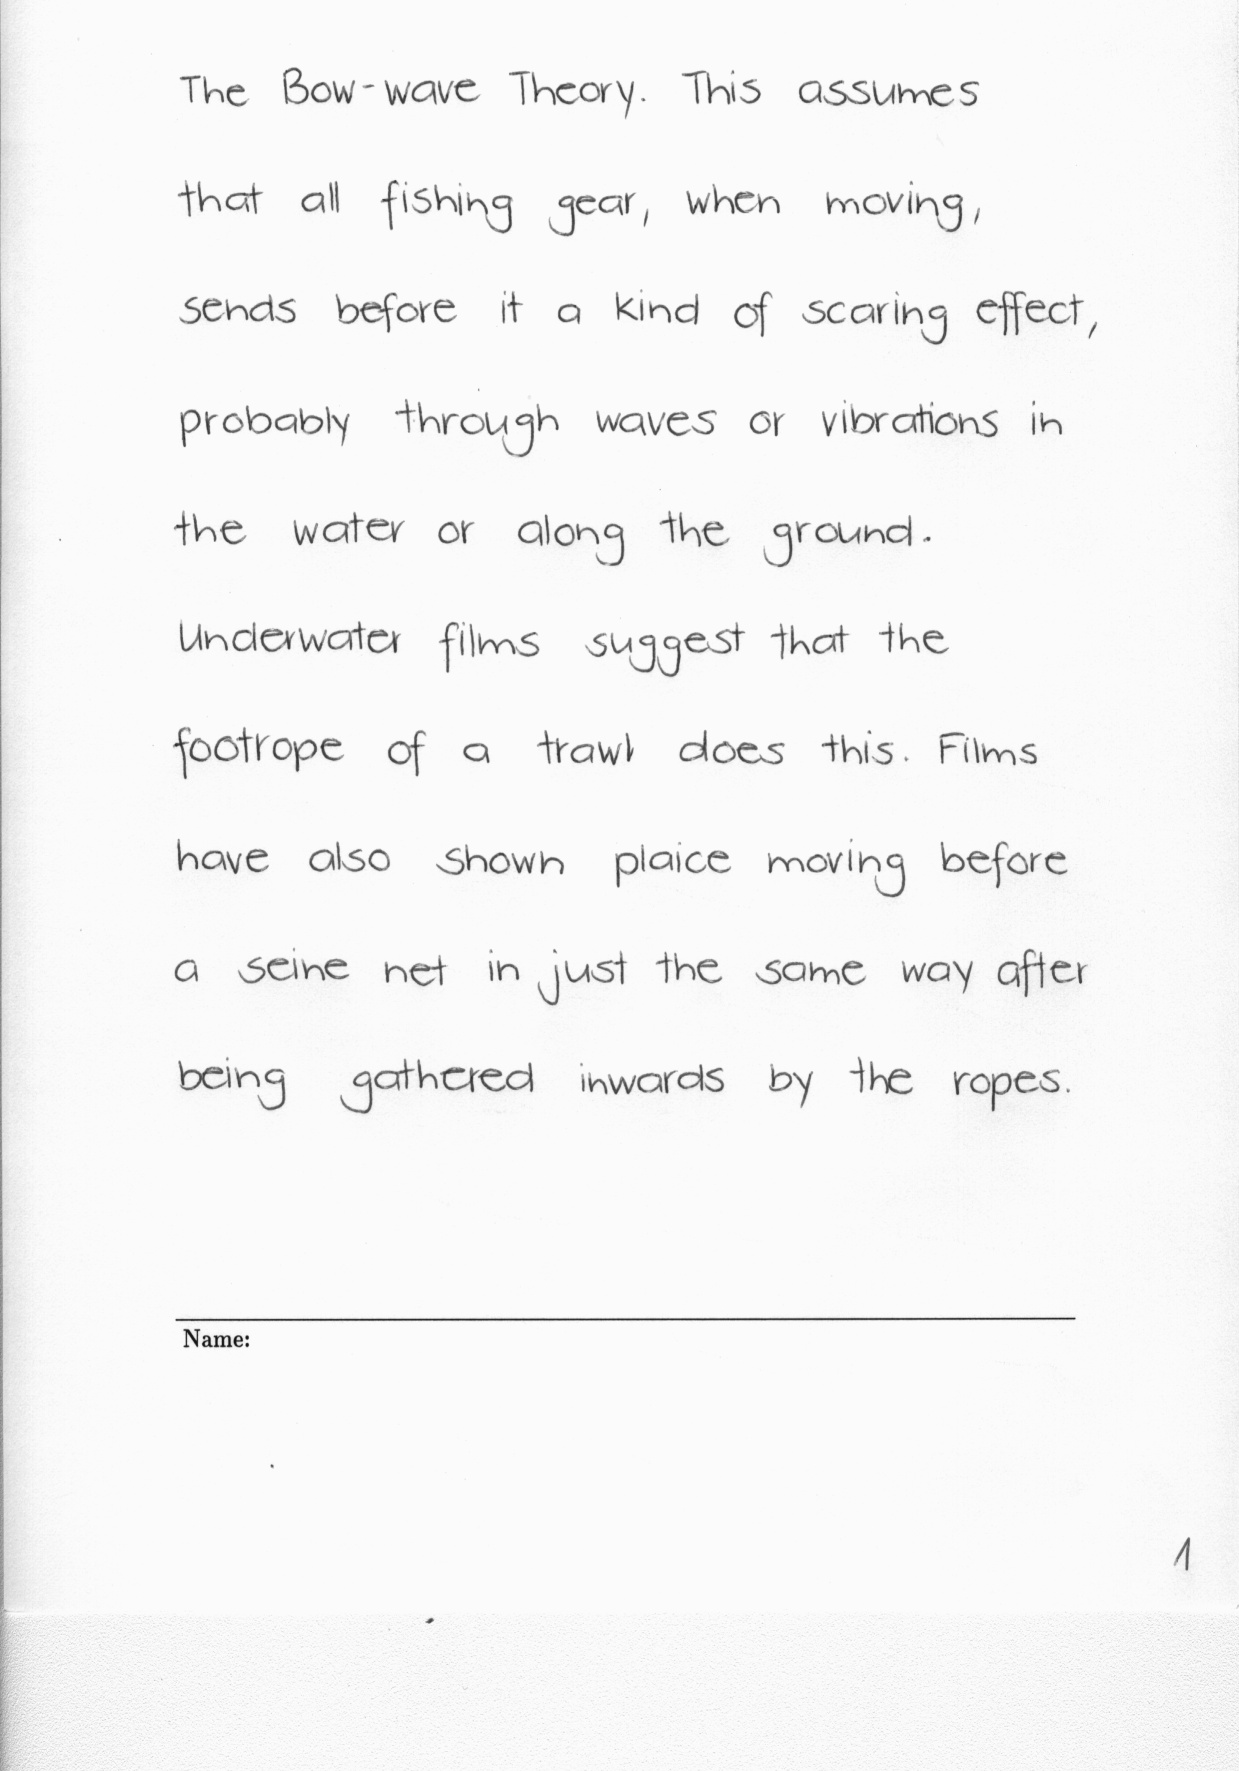 The Bow-wave Theory. This assumes
that all fishing gear, when moving,
sends before it a kind of scaring effect,
probably through waves or vibrations in
the water or along the ground.
Underwater films suggest that the
footrope of a trawl does this. Films
have also shown plaice moving before
a seine net in just the same way after
being gathered inwards by the ropes.
Name:
1